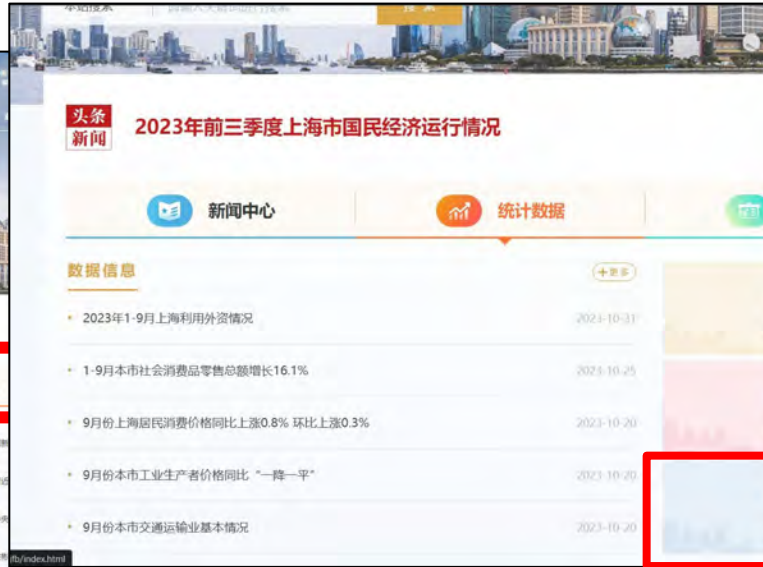 头条
新闻
2023年前三季度上海市国民经济运行情况
新闻中心
统计数据
数据信息
+更多
2023年1-9月上海利用外资情况
2023-10-31
1-9月本市社会消费品零售总额增长16.1%
2023-10-25
9月份上海居民消费价格同比上涨0.8% 环比上涨0.3%
2023-10-20
9月份本市工业生产者价格同比“一降一平”
2023-10-20
9月份本市交通运输业基本情况
2023-10-20
fb/index.html